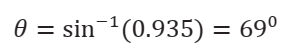 θ = sin⁻¹(0.935) = 69⁰